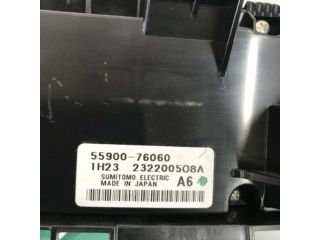 55900-76060
1H23 232200508A
SUMITOMO ELECTRIC
MADE IN JAPAN A6